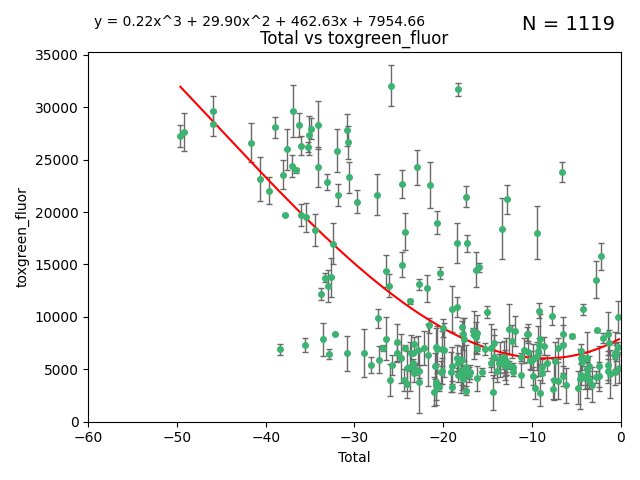 y = 0.22x^3 + 29.90x^2 + 462.63x + 7954.66
N = 1119
Total vs toxgreen_fluor
35000
30000
25000
20000
15000
10000
5000
0
toxgreen_fluor
−60 −50 −40 −30 −20 −10 0
Total